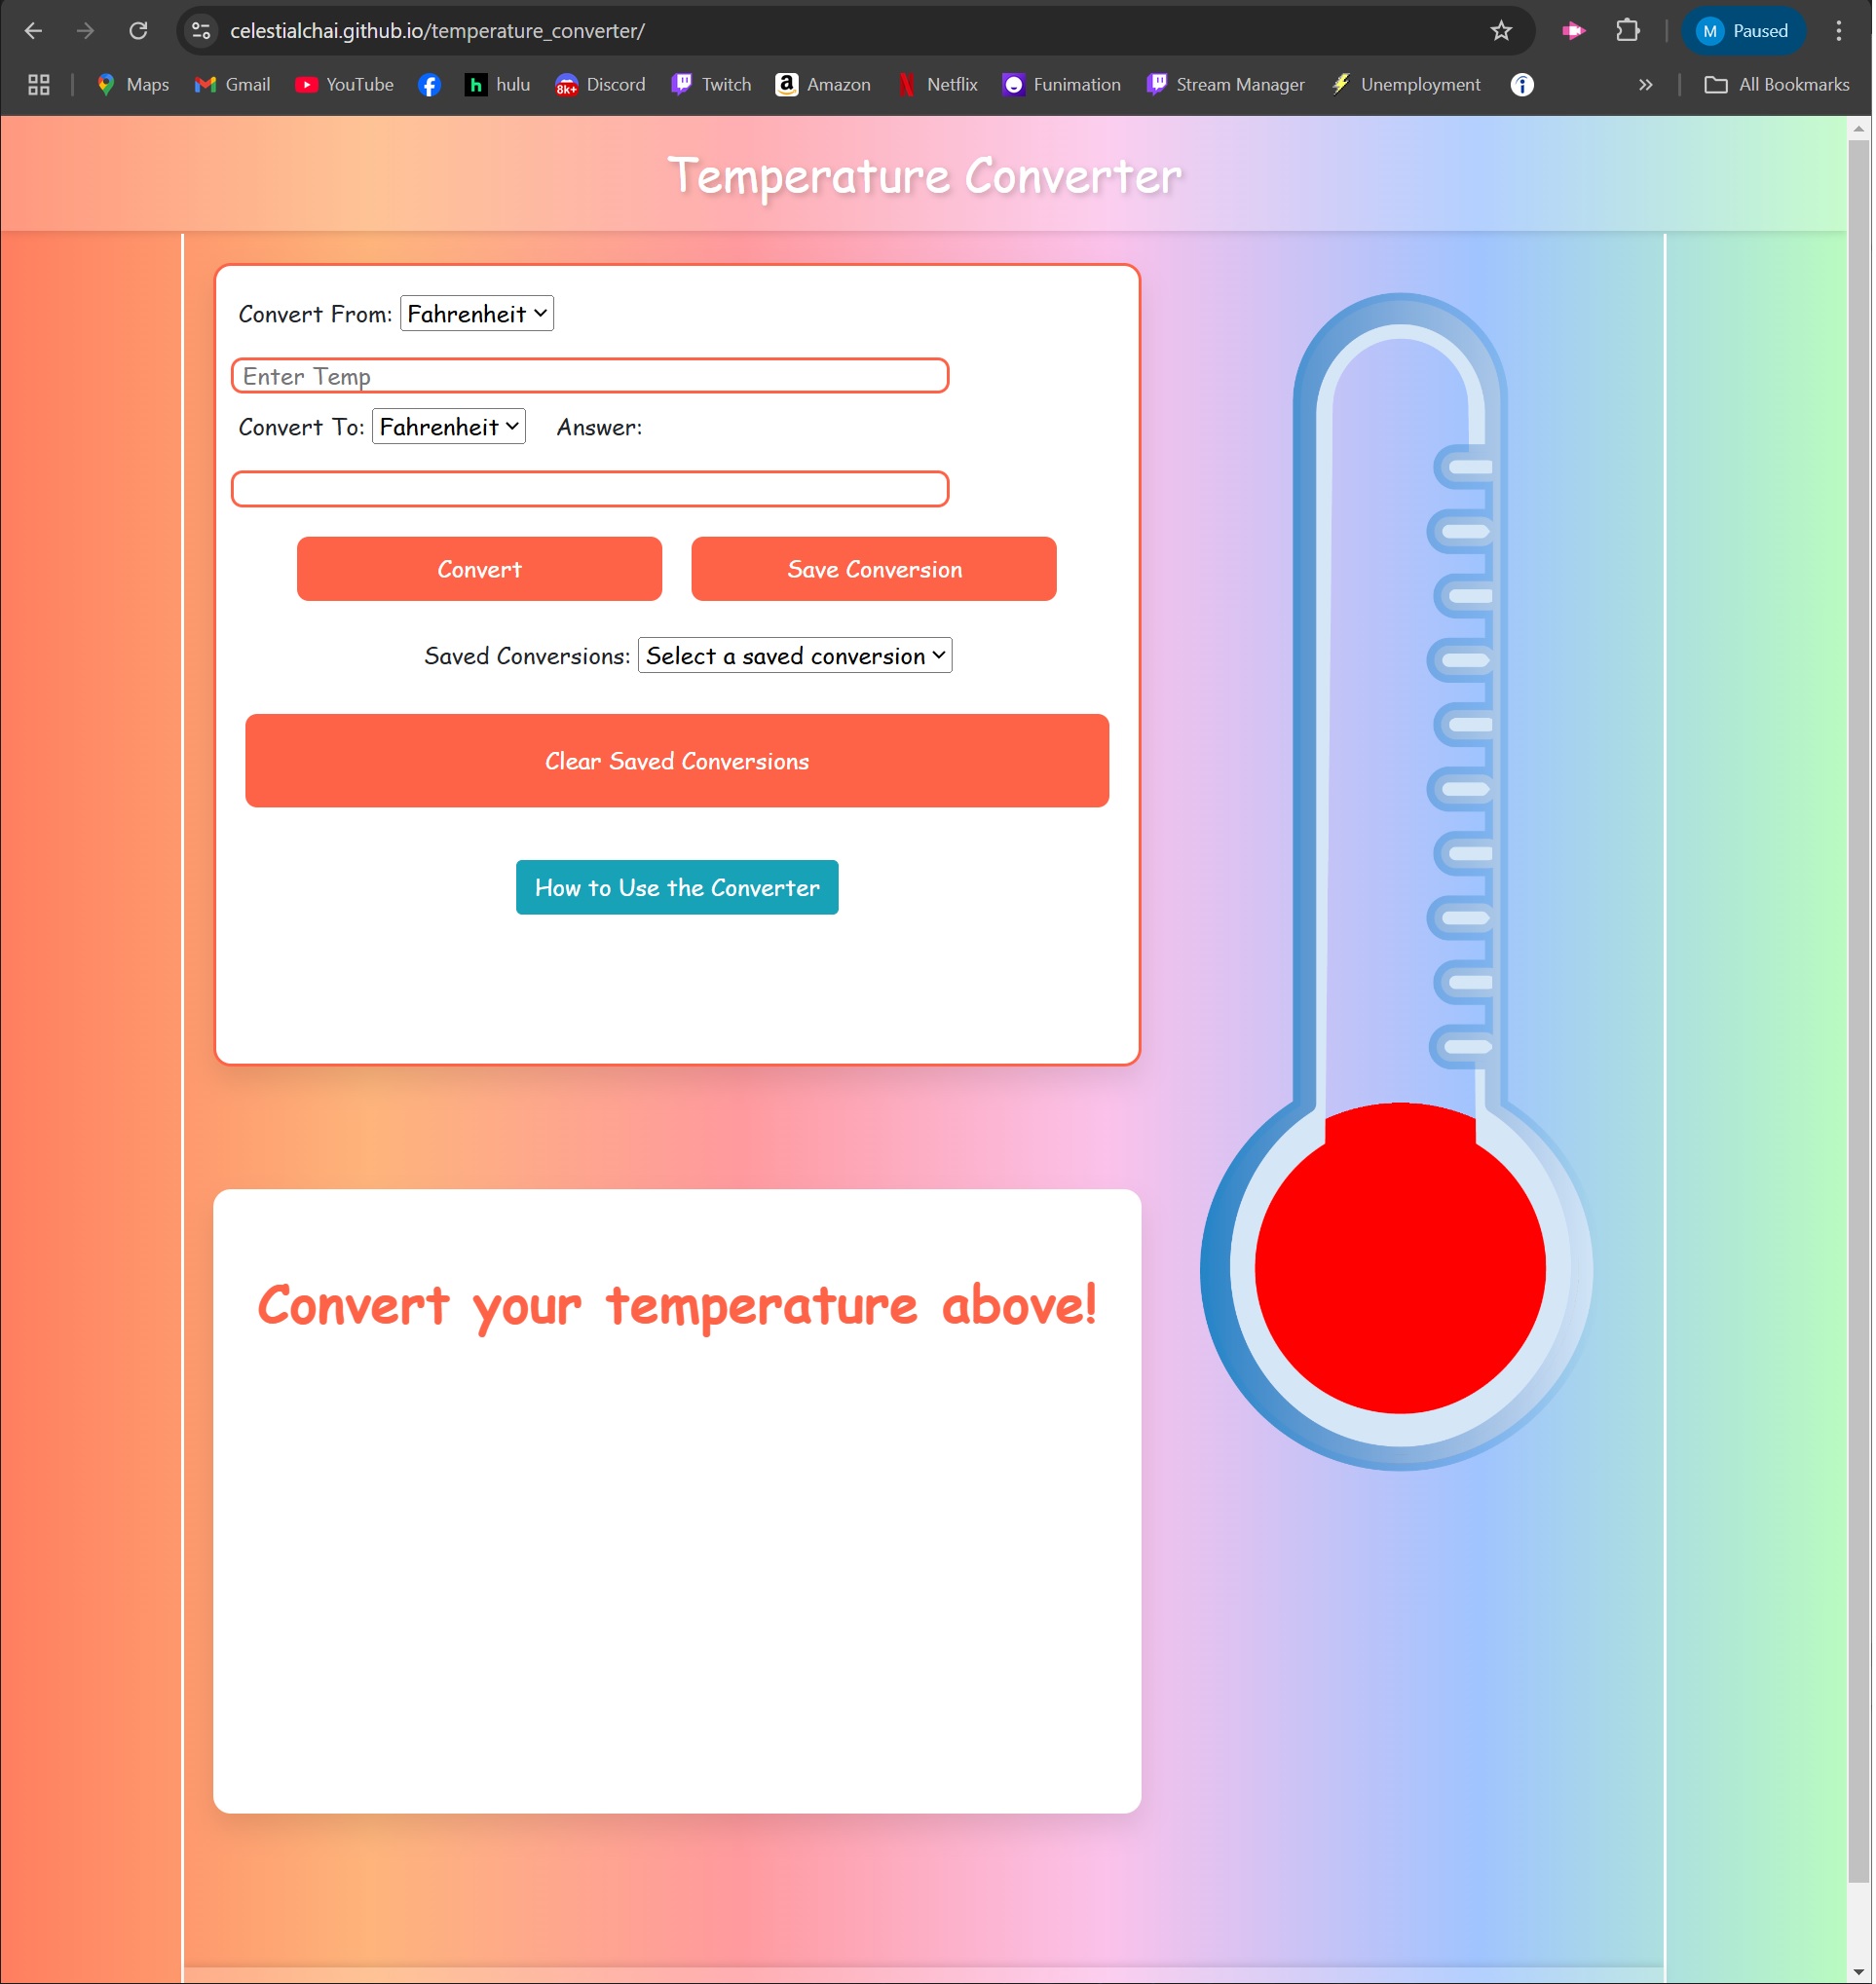 celestialchai.github.io/temperature_converter/
M Paused
Maps Gmail YouTube hulu 8k+ Discord Twitch a Amazon Netflix Funimation Stream Manager Unemployment » All Bookmarks
Temperature Converter
Convert From: Fahrenheit
Enter Temp
Convert To: Fahrenheit Answer:
Convert Save Conversion
Saved Conversions: Select a saved conversion
Clear Saved Conversions
How to Use the Converter
Convert your temperature above!